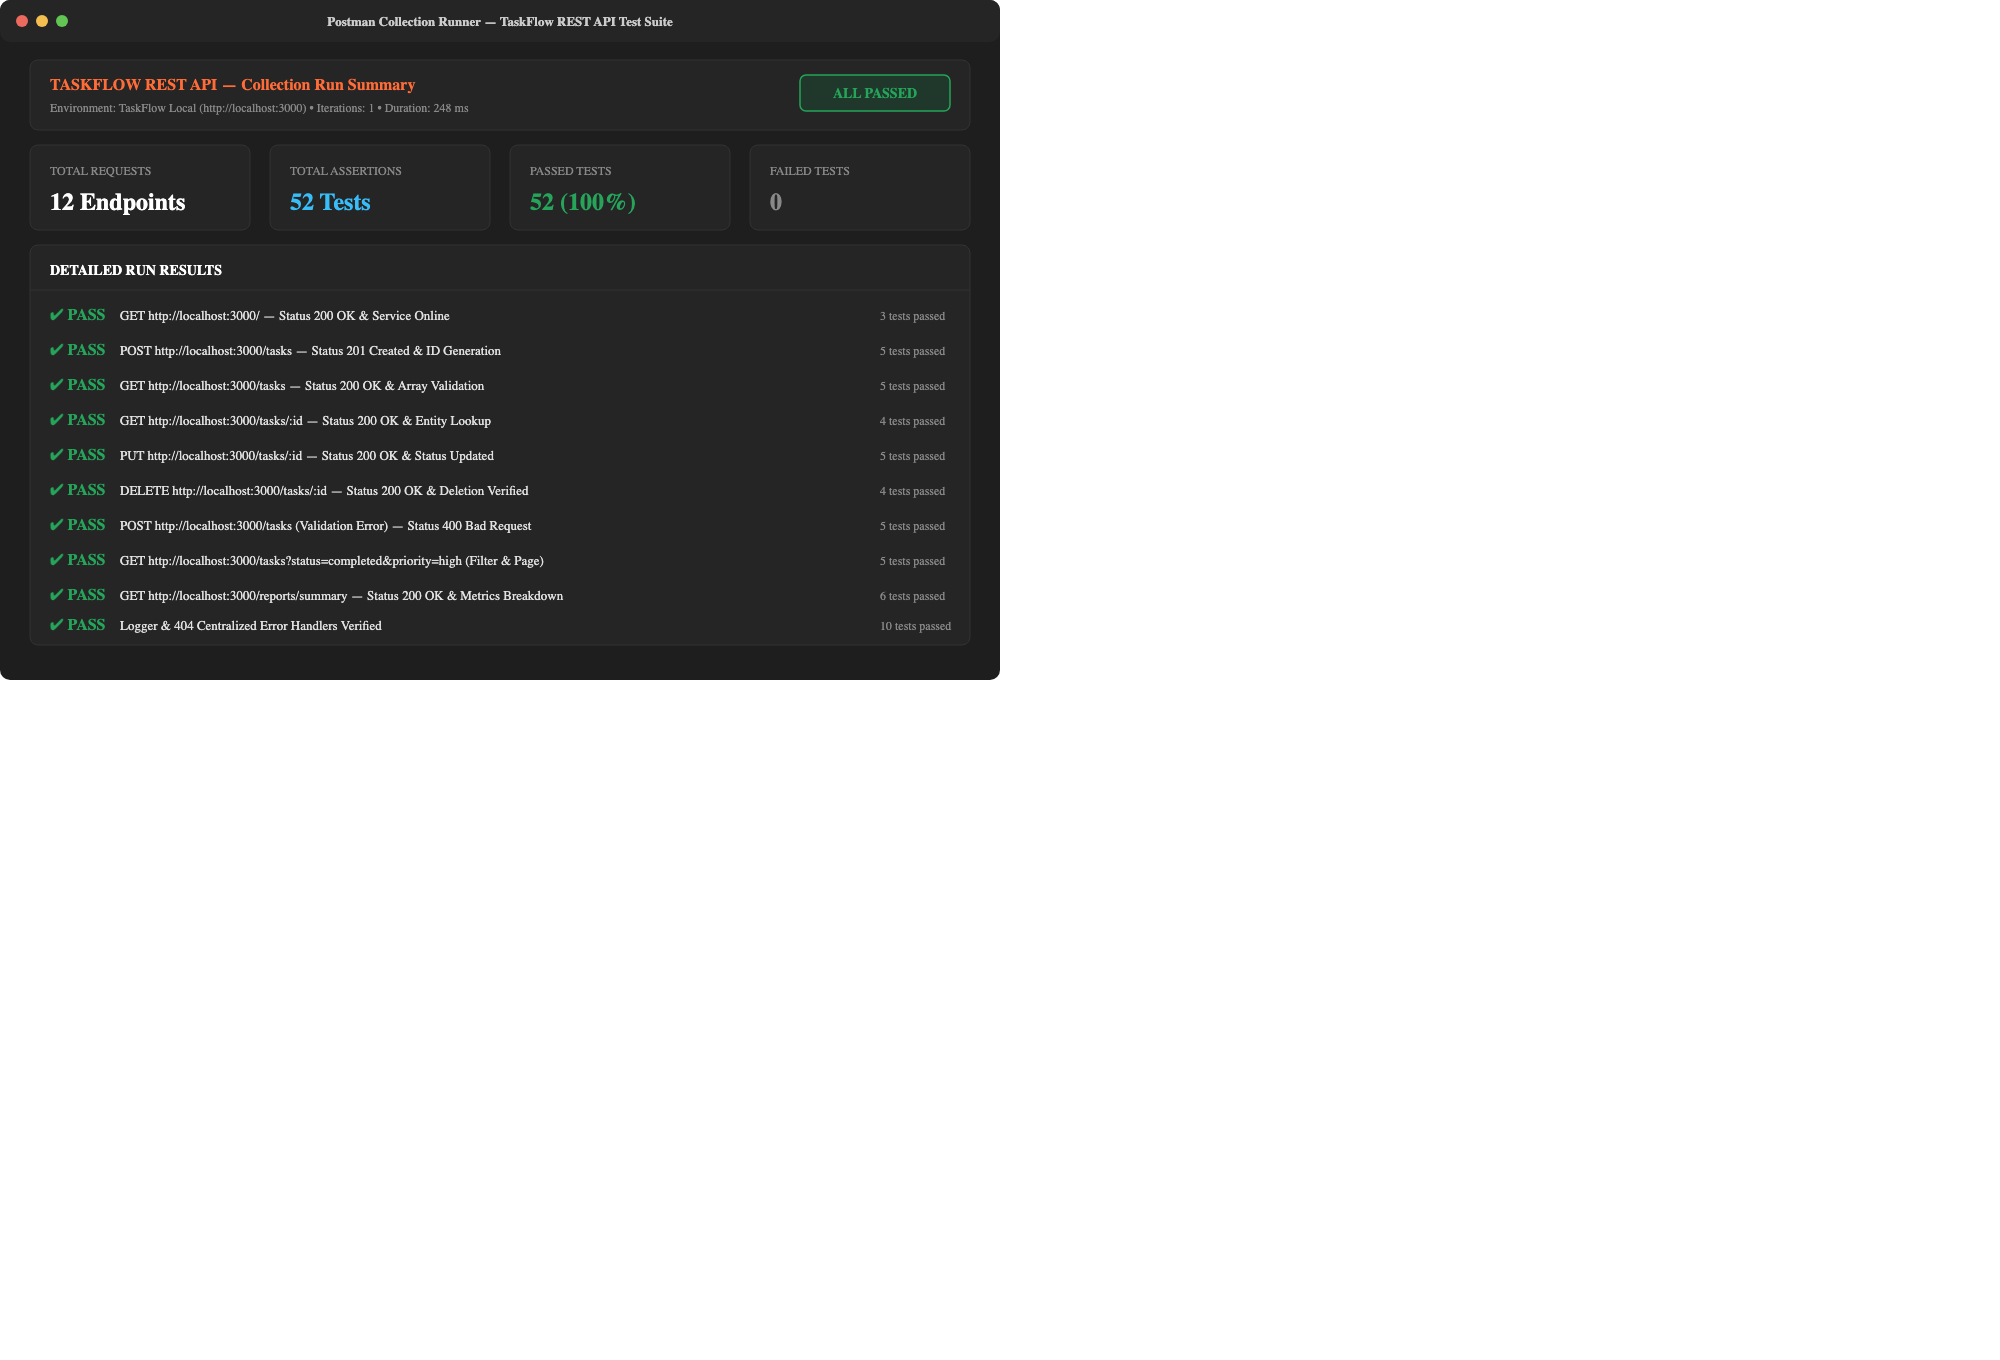 Postman Collection Runner — TaskFlow REST API Test Suite
TASKFLOW REST API — Collection Run Summary
Environment: TaskFlow Local (http://localhost:3000) • Iterations: 1 • Duration: 248 ms
ALL PASSED
TOTAL REQUESTS
12 Endpoints
TOTAL ASSERTIONS
52 Tests
PASSED TESTS
52 (100%)
FAILED TESTS
0
DETAILED RUN RESULTS
✔ PASS GET http://localhost:3000/ — Status 200 OK & Service Online 3 tests passed
✔ PASS POST http://localhost:3000/tasks — Status 201 Created & ID Generation 5 tests passed
✔ PASS GET http://localhost:3000/tasks — Status 200 OK & Array Validation 5 tests passed
✔ PASS GET http://localhost:3000/tasks/:id — Status 200 OK & Entity Lookup 4 tests passed
✔ PASS PUT http://localhost:3000/tasks/:id — Status 200 OK & Status Updated 5 tests passed
✔ PASS DELETE http://localhost:3000/tasks/:id — Status 200 OK & Deletion Verified 4 tests passed
✔ PASS POST http://localhost:3000/tasks (Validation Error) — Status 400 Bad Request 5 tests passed
✔ PASS GET http://localhost:3000/tasks?status=completed&priority=high (Filter & Page) 5 tests passed
✔ PASS GET http://localhost:3000/reports/summary — Status 200 OK & Metrics Breakdown 6 tests passed
✔ PASS Logger & 404 Centralized Error Handlers Verified 10 tests passed